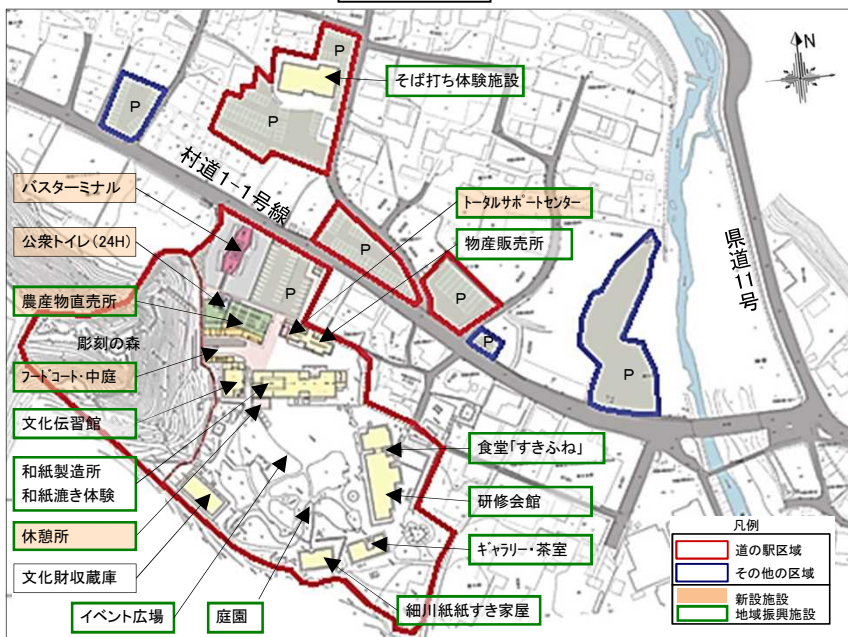 P
そば打ち体験施設
N
P
P
村道1-1号線
バスターミナル
トータルサポートセンター
公衆トイレ(24H)
P
物産販売所
県道11号
P
P
農産物直売所
P
彫刻の森
フードコート・中庭
P
文化伝習館
食堂「すきふね」
和紙製造所
和紙漉き体験
研修会館
休憩所
ギャラリー・茶室
文化財収蔵庫
イベント広場
庭園
細川紙紙すき家屋
凡例
道の駅区域
その他の区域
新設施設
地域振興施設